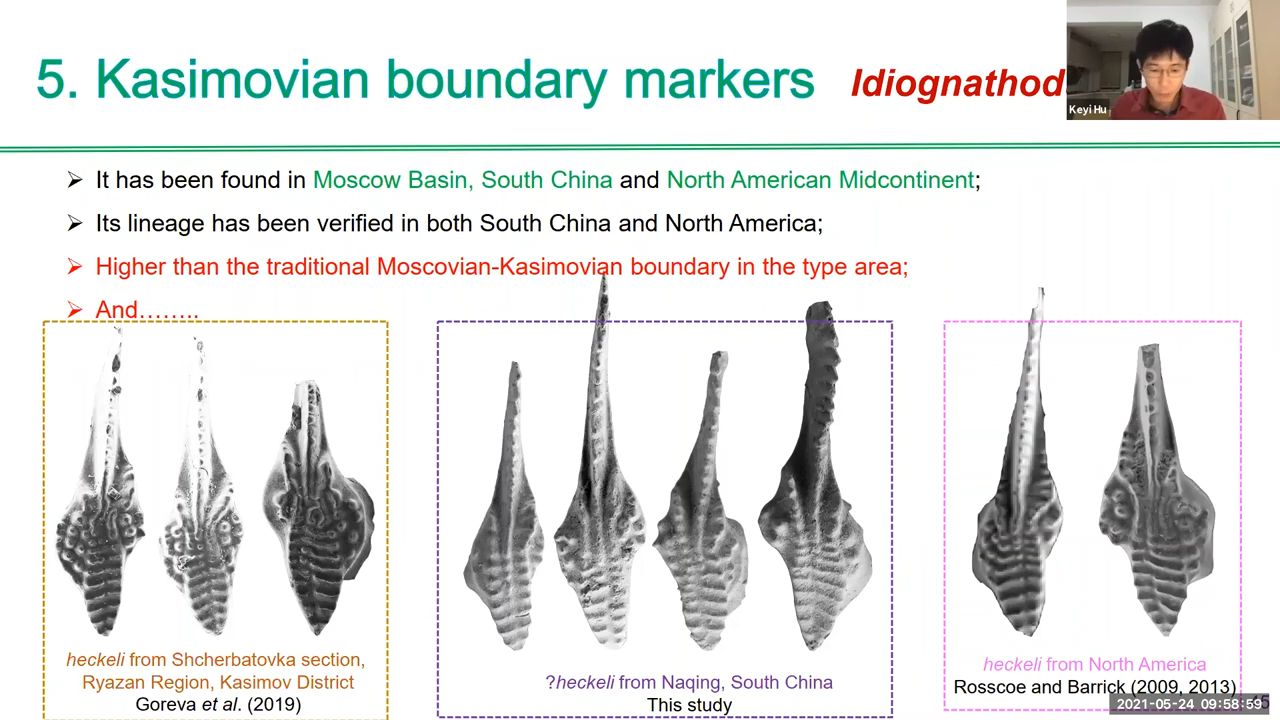 5. Kasimovian boundary markers
Idiognathod
Keyi Hu
➢ It has been found in Moscow Basin, South China and North American Midcontinent;
➢ Its lineage has been verified in both South China and North America;
➢ Higher than the traditional Moscovian-Kasimovian boundary in the type area;
➢ And……..
heckeli from Shcherbatovka section,
Ryazan Region, Kasimov District
Goreva et al. (2019)
?heckeli from Naqing, South China
This study
heckeli from North America
Rosscoe and Barrick (2009, 2013)
2021-05-24 09:58:59